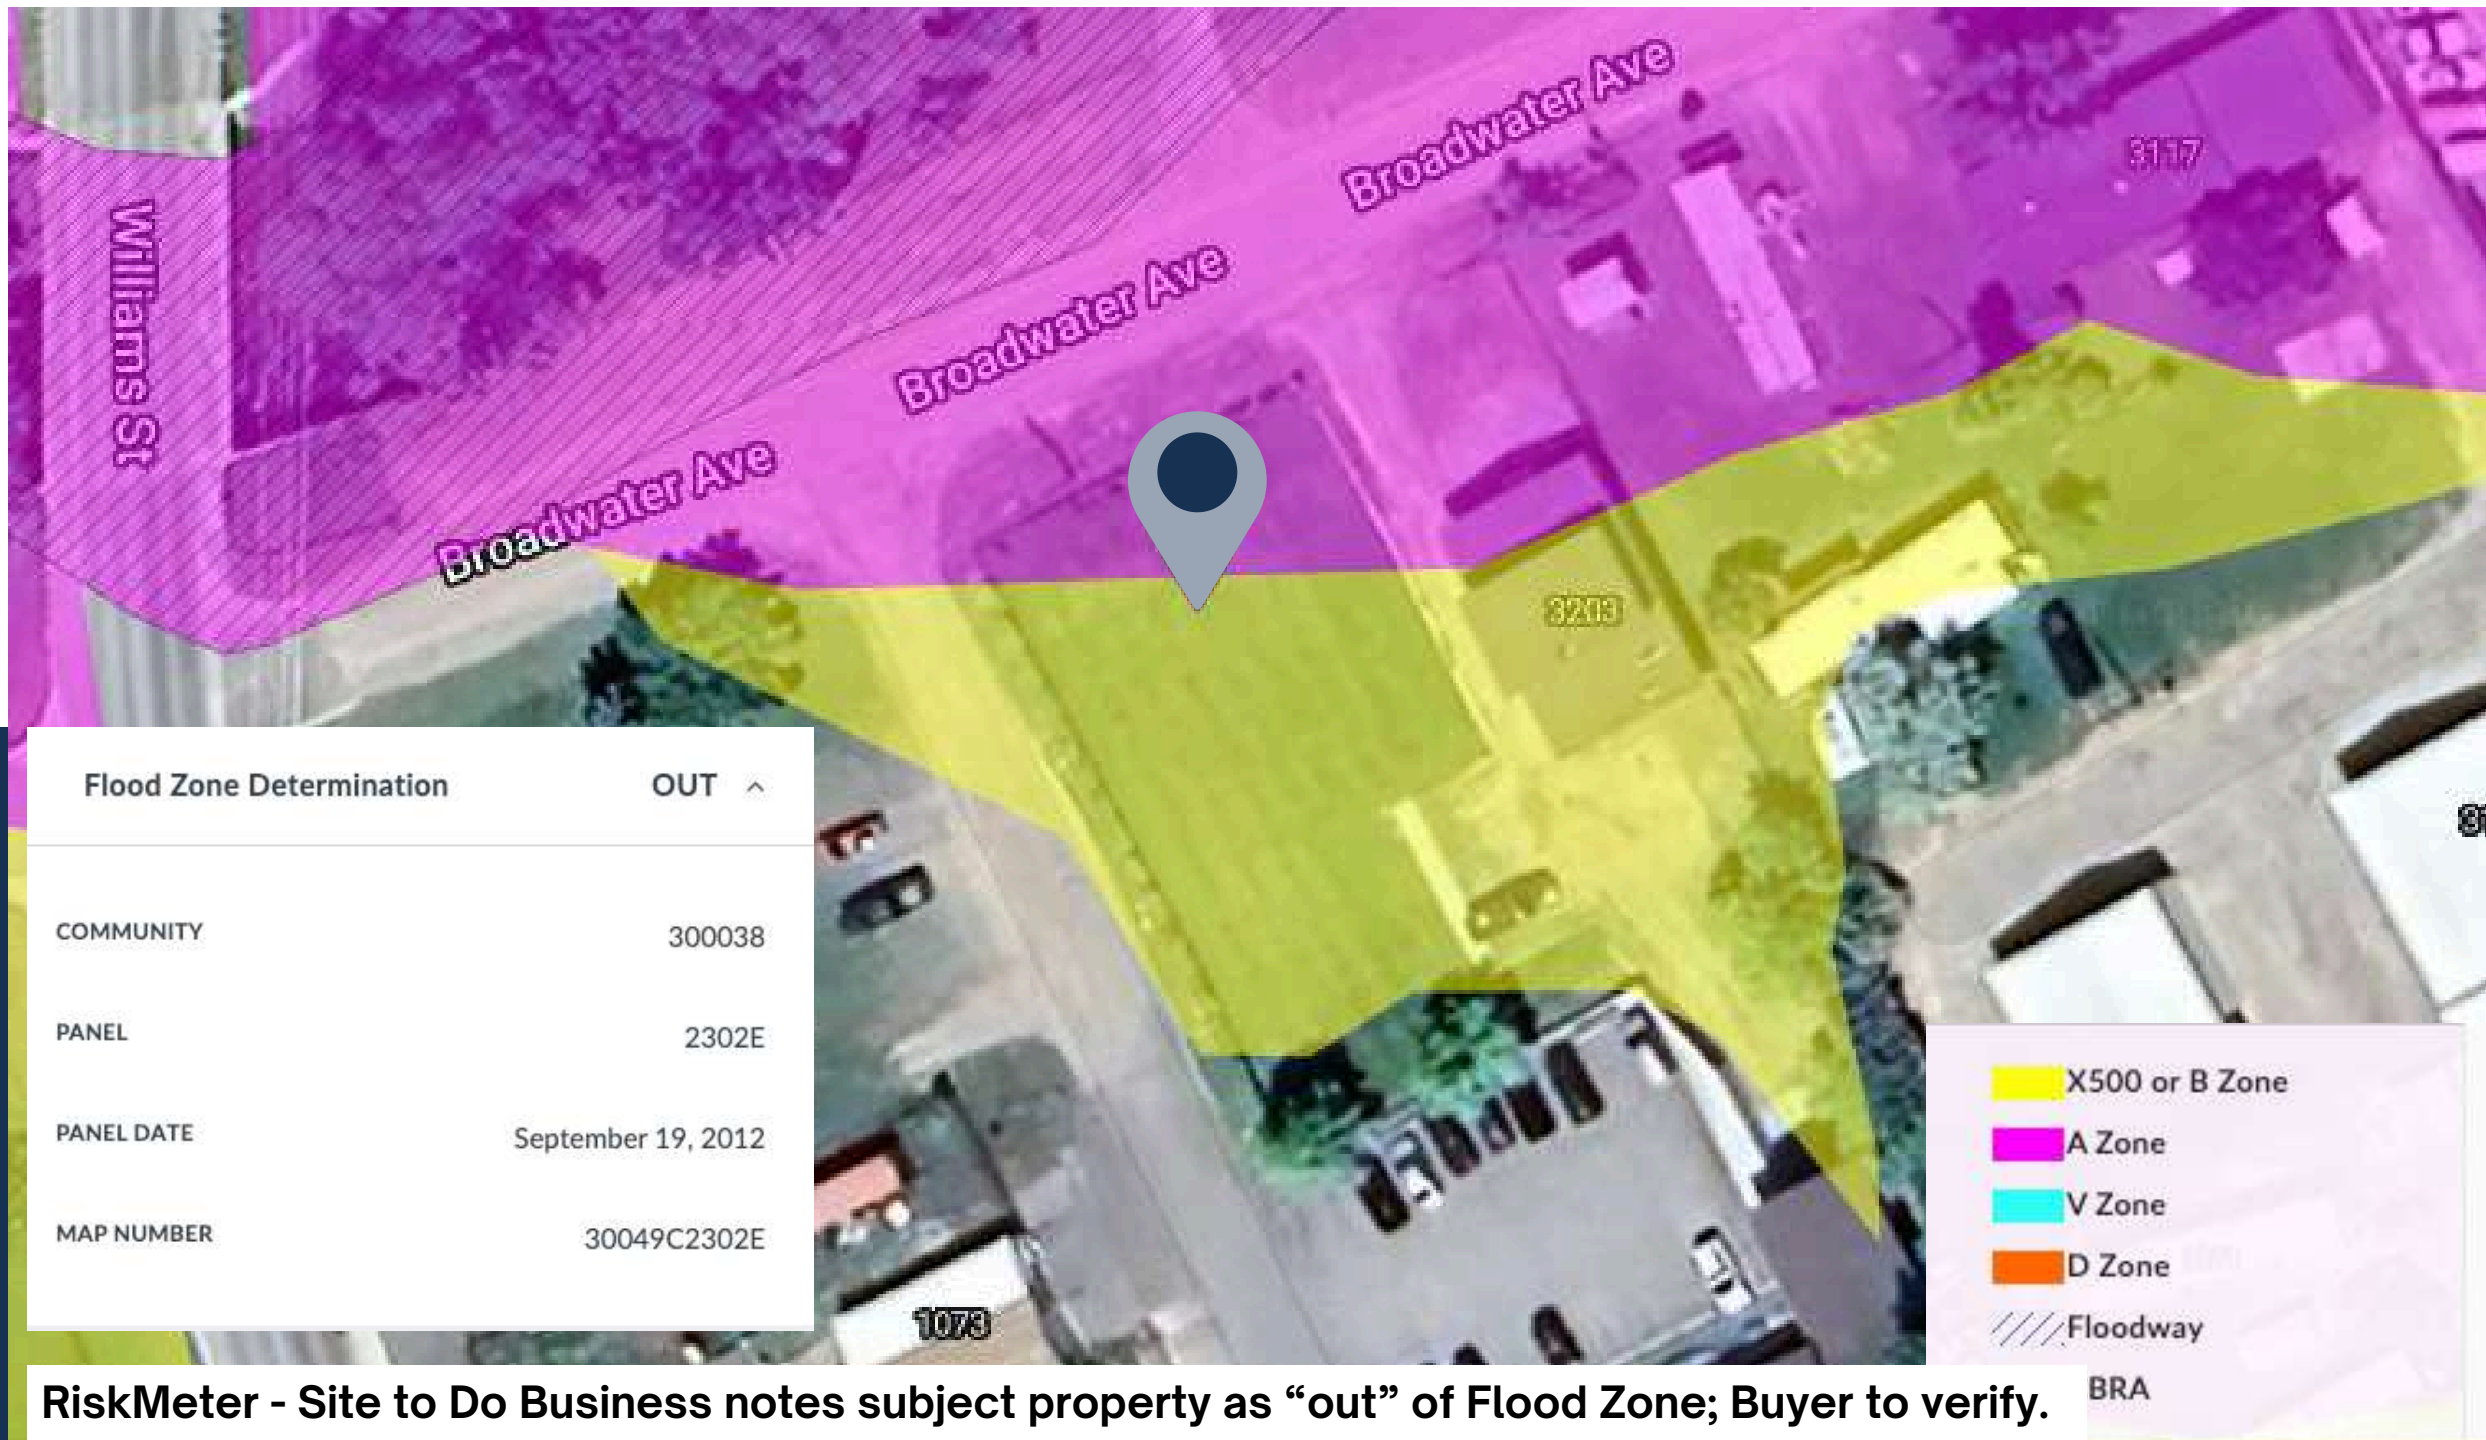 Broadwater Ave
3117
Williams St
Broadwater Ave
Broadwater Ave
3203
Flood Zone Determination OUT
COMMUNITY 300038
PANEL 2302E
PANEL DATE September 19, 2012
MAP NUMBER 30049C2302E
1073
X500 or B Zone
A Zone
V Zone
D Zone
Floodway
BRA
RiskMeter - Site to Do Business notes subject property as “out” of Flood Zone; Buyer to verify.